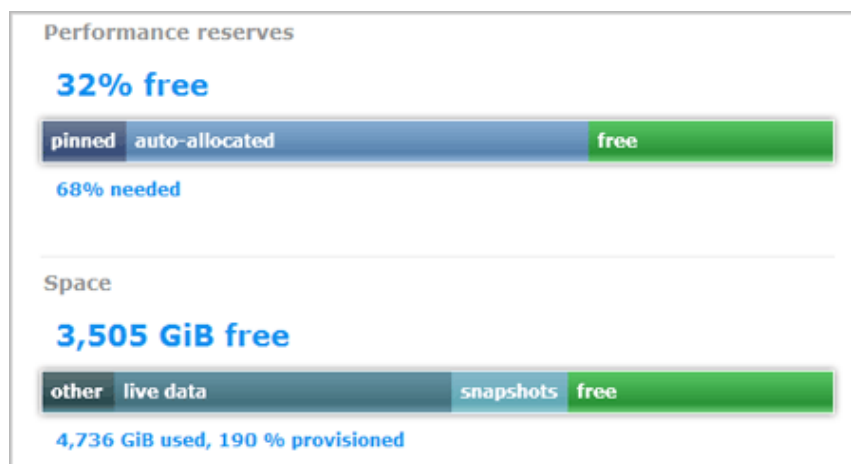 Performance reserves
32% free
pinned auto-allocated free
68% needed
Space
3,505 GiB free
other live data snapshots free
4,736 GiB used, 190 % provisioned